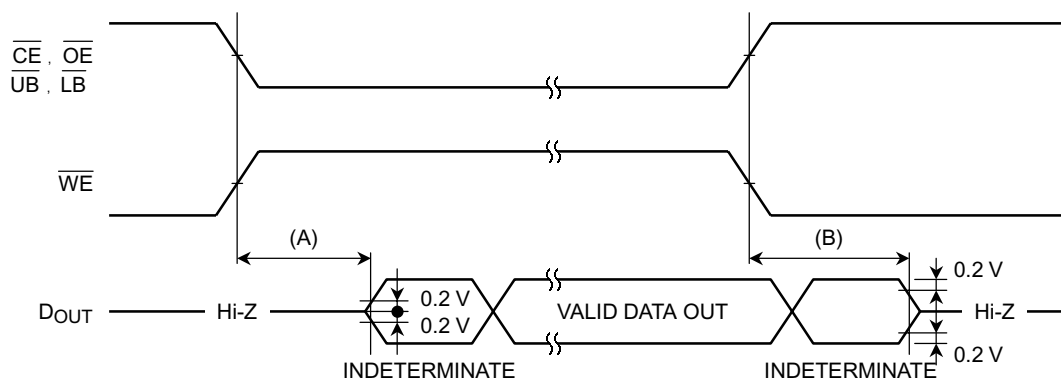 CE , OE
UB , LB
WE
(A)
(B)
0.2 V
DOUT
Hi-Z
0.2 V
0.2 V
VALID DATA OUT
Hi-Z
0.2 V
INDETERMINATE
INDETERMINATE